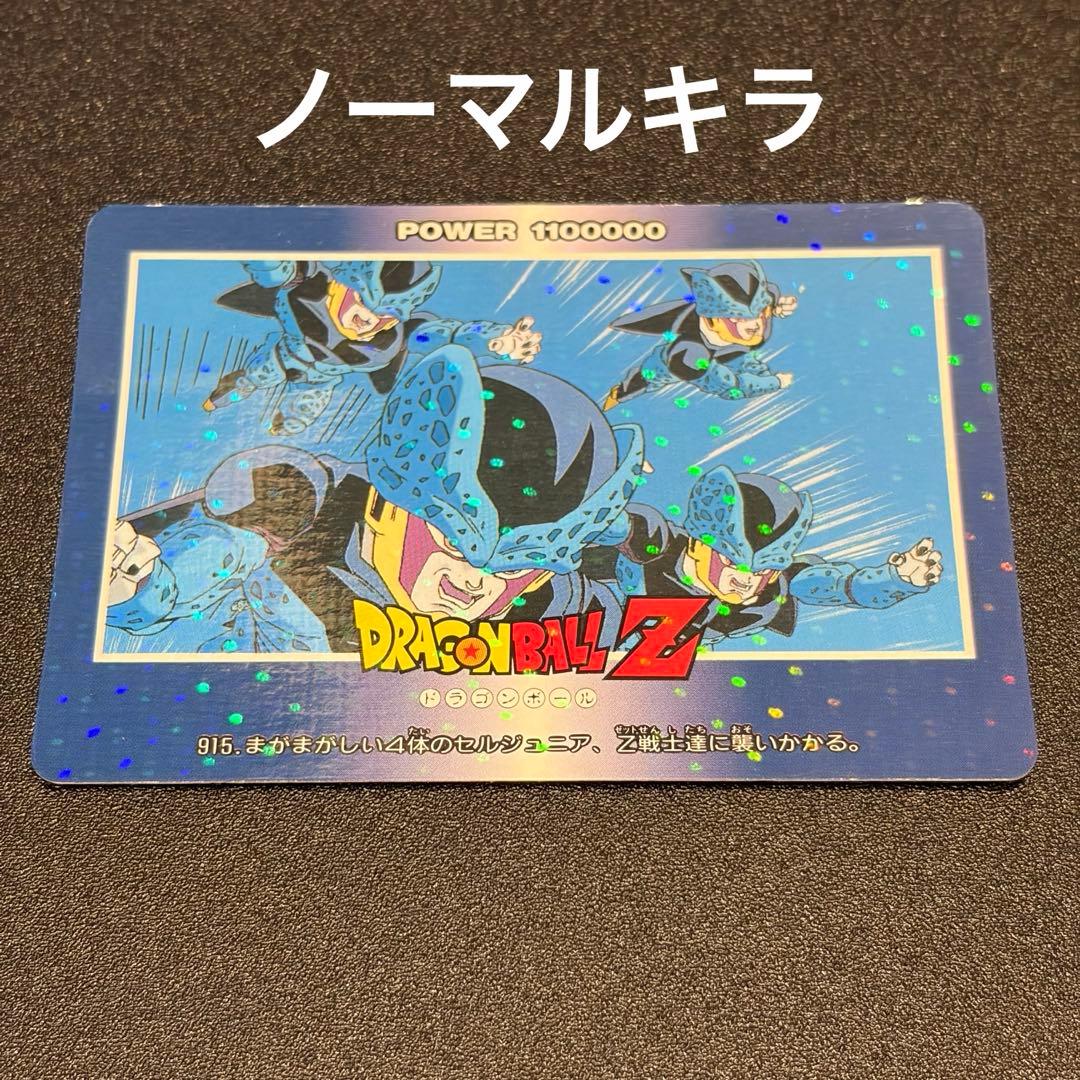 ノーマルキラ
POWER 1100000
DRAGON BALL Z
ドラゴンボール
915.まがまがしい4体のセルジュニア、Z戦士達に襲いかかる。